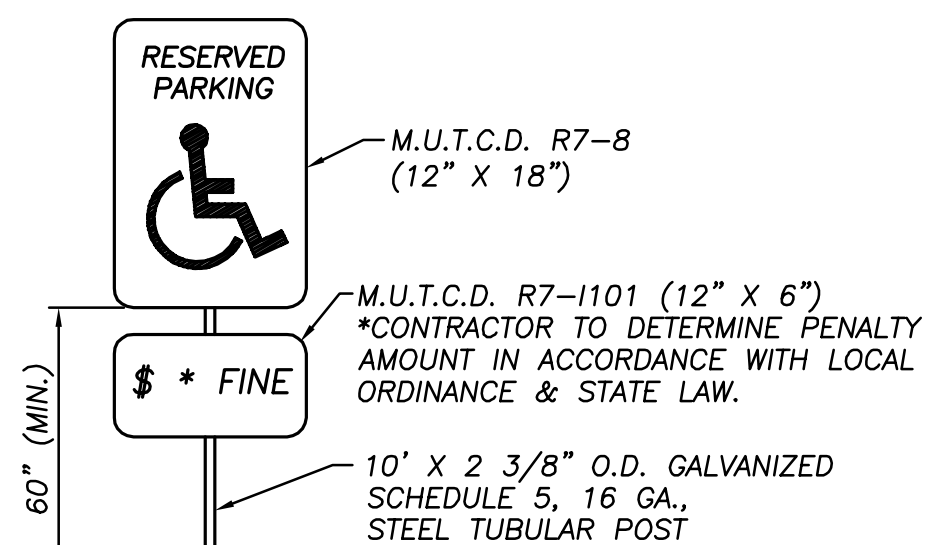 RESERVED
PARKING
M.U.T.C.D. R7-8
(12" X 18")
M.U.T.C.D. R7-I101 (12" X 6")
*CONTRACTOR TO DETERMINE PENALTY
AMOUNT IN ACCORDANCE WITH LOCAL
ORDINANCE & STATE LAW.
$ * FINE
60" (MIN.)
10' X 2 3/8" O.D. GALVANIZED
SCHEDULE 5, 16 GA.,
STEEL TUBULAR POST